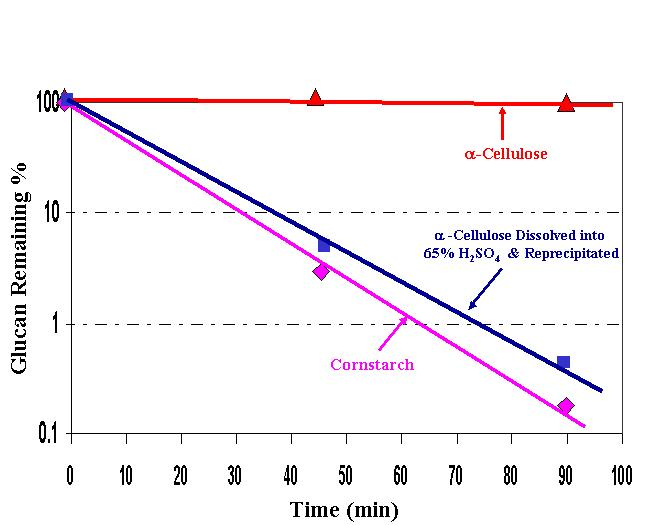 100
α-Cellulose
10
α-Cellulose Dissolved into
65% H₂SO₄ & Reprecipitated
Glucan Remaining %
1
Cornstarch
0.1
0 10 20 30 40 50 60 70 80 90 100
Time (min)